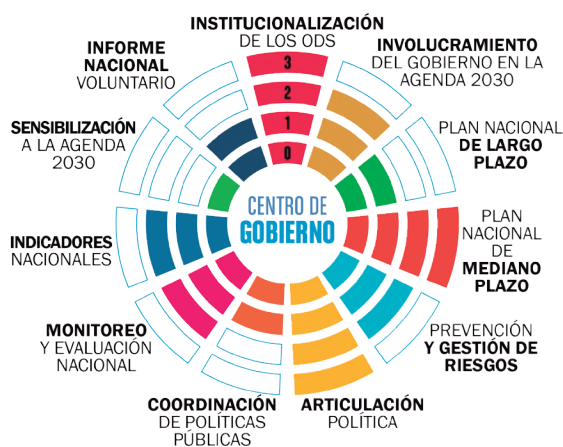 INSTITUCIONALIZACIÓN
DE LOS ODS
INVOLUCRAMIENTO
DEL GOBIERNO EN LA
AGENDA 2030
PLAN NACIONAL
DE LARGO
PLAZO
PLAN
NACIONAL
DE
MEDIANO
PLAZO
PREVENCIÓN
Y GESTIÓN DE
RIESGOS
ARTICULACIÓN
POLÍTICA
COORDINACIÓN
DE POLÍTICAS
PÚBLICAS
MONITOREO
Y EVALUACIÓN
NACIONAL
INDICADORES
NACIONALES
SENSIBILIZACIÓN
A LA AGENDA
2030
INFORME
NACIONAL
VOLUNTARIO
3
2
1
0
CENTRO DE
GOBIERNO